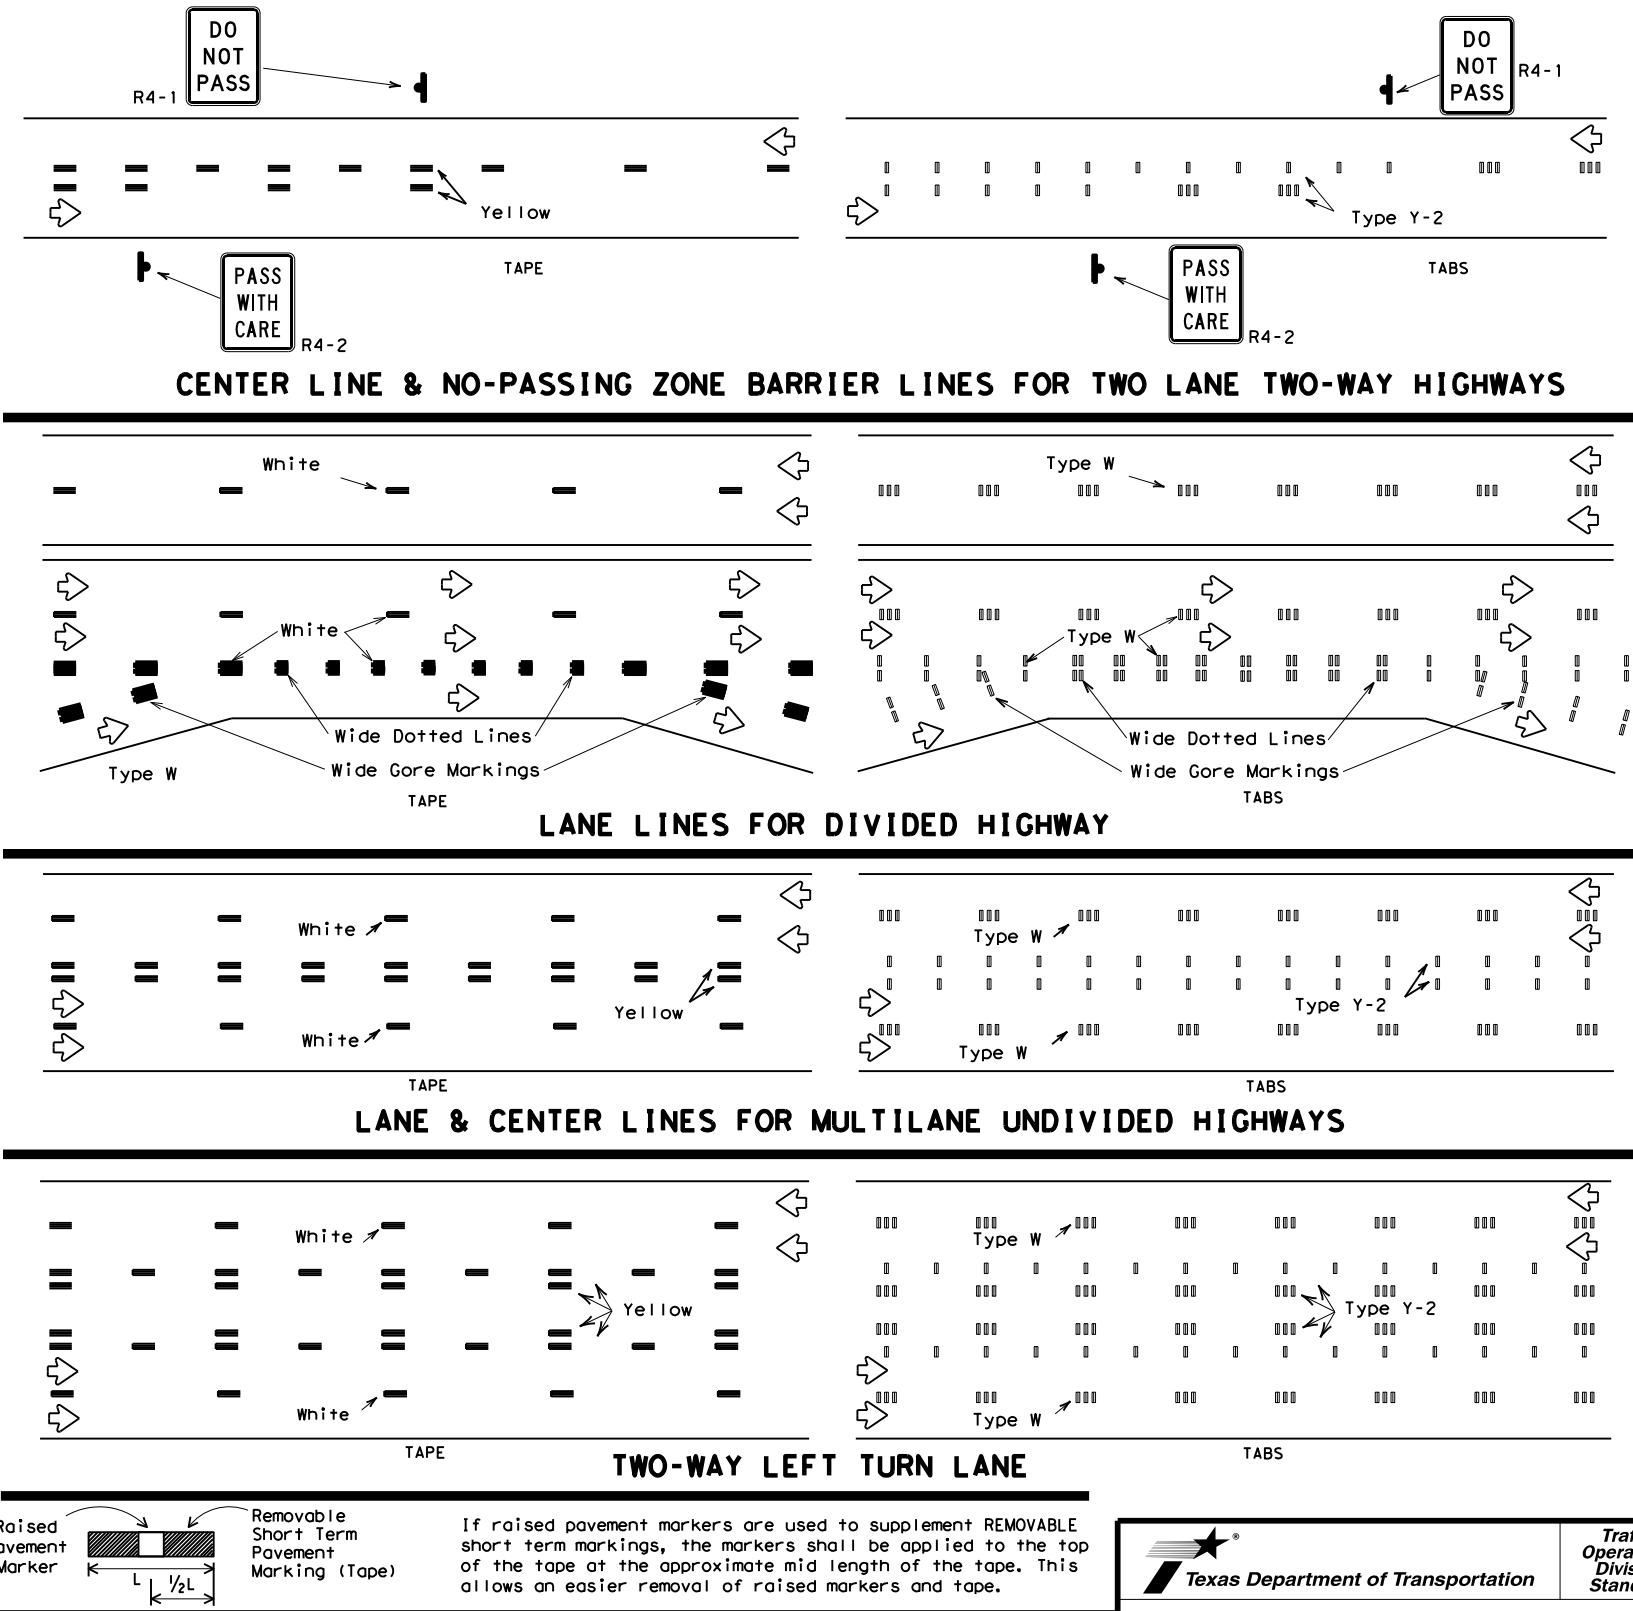 DO
NOT
PASS
R4-1
DO
NOT
PASS
R4-1
Yellow
Type Y-2
PASS
WITH
CARE
R4-2
TAPE
PASS
WITH
CARE
R4-2
TABS
CENTER LINE & NO-PASSING ZONE BARRIER LINES FOR TWO LANE TWO-WAY HIGHWAYS
White
Type W
White
Type W
Wide Dotted Lines
Wide Gore Markings
Type W
TAPE
Wide Dotted Lines
Wide Gore Markings
TABS
LANE LINES FOR DIVIDED HIGHWAY
White
Yellow
White
TAPE
Type W
Type Y-2
Type W
TABS
LANE & CENTER LINES FOR MULTILANE UNDIVIDED HIGHWAYS
White
Yellow
White
TAPE
Type W
Type Y-2
Type W
TABS
TWO-WAY LEFT TURN LANE
Raised
Pavement
Marker
L
1/2L
Removable
Short Term
Pavement
Marking (Tape)
If raised pavement markers are used to supplement REMOVABLE
short term markings, the markers shall be applied to the top
of the tape at the approximate mid length of the tape. This
allows an easier removal of raised markers and tape.
®
Texas Department of Transportation